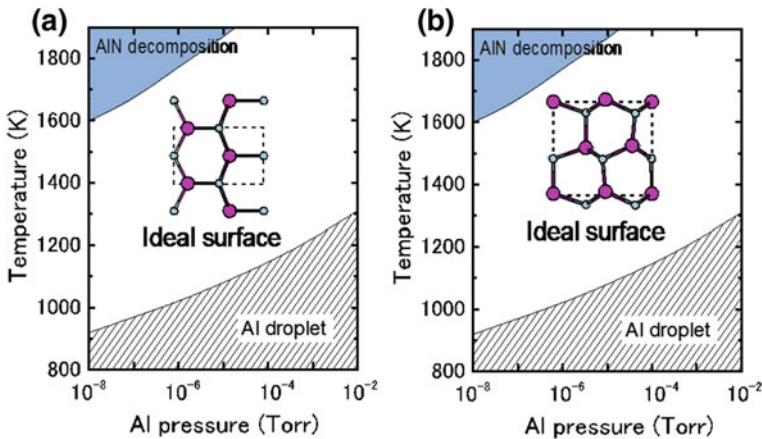 (a)
AlN decomposition
Ideal surface
Al droplet
Temperature (K)
1800
1600
1400
1200
1000
800
10⁻⁸
10⁻⁶
10⁻⁴
10⁻²
Al pressure (Torr)
(b)
AlN decomposition
Ideal surface
Al droplet
Temperature (K)
1800
1600
1400
1200
1000
800
10⁻⁸
10⁻⁶
10⁻⁴
10⁻²
Al pressure (Torr)